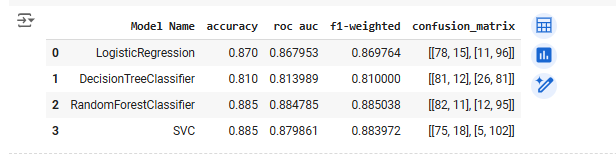 Model Name accuracy roc auc f1-weighted confusion_matrix
0 LogisticRegression 0.870 0.867953 0.869764 [[78, 15], [11, 96]]
1 DecisionTreeClassifier 0.810 0.813989 0.810000 [[81, 12], [26, 81]]
2 RandomForestClassifier 0.885 0.884785 0.885038 [[82, 11], [12, 95]]
3 SVC 0.885 0.879861 0.883972 [[75, 18], [5, 102]]